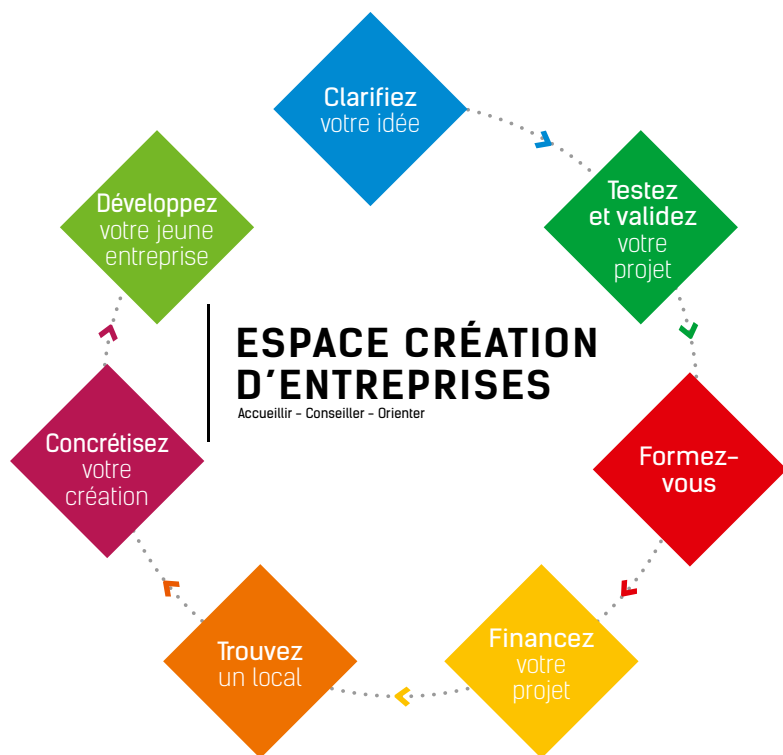 Clarifiez
votre idée
Testez
et validez
votre
projet
Formez-
vous
Financez
votre
projet
Trouvez
un local
Concrétisez
votre
création
Développez
votre jeune
entreprise
ESPACE CRÉATION
D'ENTREPRISES
Accueillir – Conseiller – Orienter